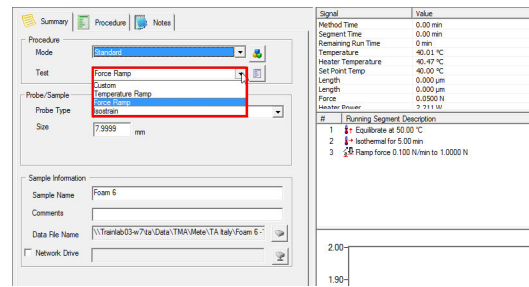 Summary Procedure Notes
Procedure
Mode Standard
Test Force Ramp
Custom
Temperature Ramp
Force Ramp
Isostrain
Probe/Sample
Probe Type
Size 7.9999 mm
Sample Information
Sample Name Foam 6
Comments
Data File Name \\Trainlab03-w7\ta\Data\TMA\Mete\TA Italy\Foam 6 -
Network Drive
Signal Value
Method Time 0.00 min
Segment Time 0.00 min
Remaining Run Time 0 min
Temperature 40.01 °C
Heater Temperature 40.47 °C
Set Point Temp 40.00 °C
Length 0.000 µm
Length 0.000 µm
Force 0.0500 N
Heater Power 2.711 W
# Running Segment Description
1 Equilibrate at 50.00 °C
2 Isothermal for 5.00 min
3 Ramp force 0.100 N/min to 1.0000 N
2.00
1.90